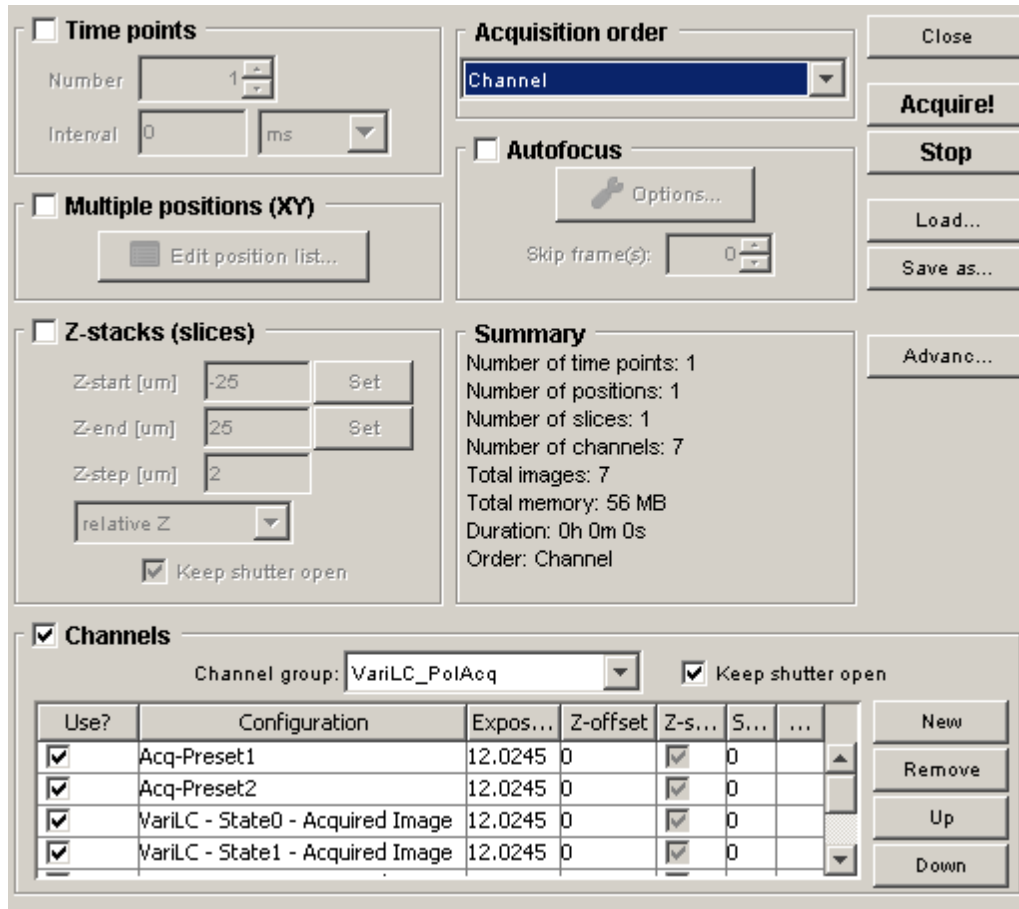 Time points
Number 1
Interval 0 ms
Multiple positions (XY)
Edit position list...
Z-stacks (slices)
Z-start [um] -25 Set
Z-end [um] 25 Set
Z-step [um] 2
relative Z
Keep shutter open
Acquisition order
Channel
Autofocus
Options...
Skip frame(s): 0
Summary
Number of time points: 1
Number of positions: 1
Number of slices: 1
Number of channels: 7
Total images: 7
Total memory: 56 MB
Duration: 0h 0m 0s
Order: Channel
Close
Acquire!
Stop
Load...
Save as...
Advanc...
Channels
Channel group: VariLC_PolAcq Keep shutter open
Use? Configuration Expos... Z-offset Z-s... S... ...
Acq-Preset1 12.0245 0 0
Acq-Preset2 12.0245 0 0
VariLC - State0 - Acquired Image 12.0245 0 0
VariLC - State1 - Acquired Image 12.0245 0 0
New
Remove
Up
Down